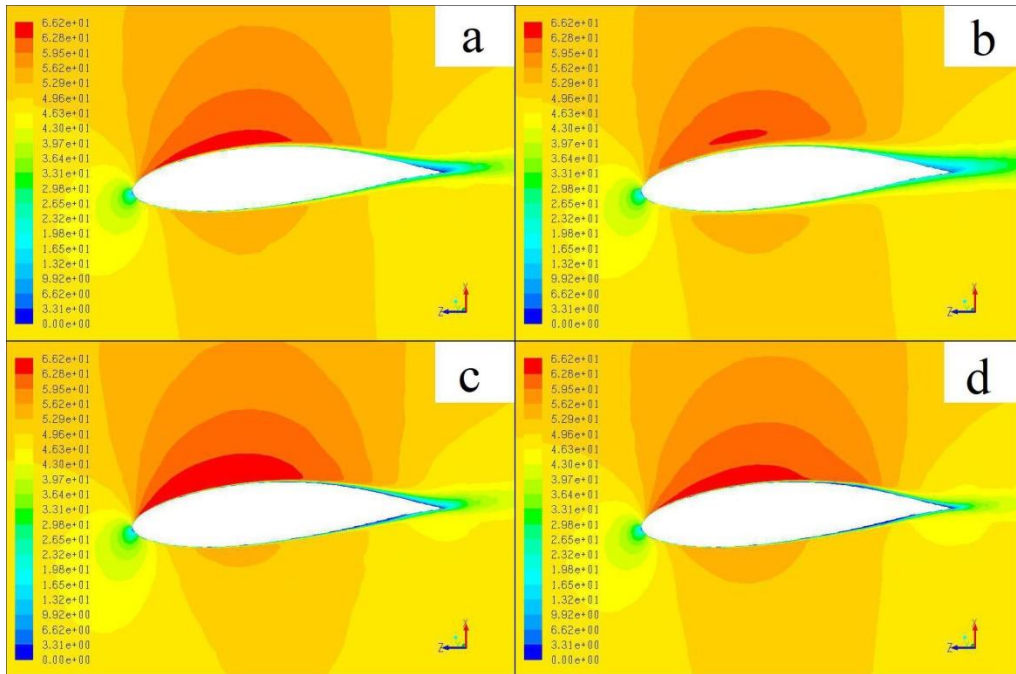 a
6.62e+01
6.28e+01
5.95e+01
5.62e+01
5.29e+01
4.96e+01
4.63e+01
4.30e+01
3.97e+01
3.64e+01
3.31e+01
2.98e+01
2.65e+01
2.32e+01
1.98e+01
1.65e+01
1.32e+01
9.92e+00
6.62e+00
3.31e+00
0.00e+00
X
Z
b
6.62e+01
6.28e+01
5.95e+01
5.62e+01
5.29e+01
4.96e+01
4.63e+01
4.30e+01
3.97e+01
3.64e+01
3.31e+01
2.98e+01
2.65e+01
2.32e+01
1.98e+01
1.65e+01
1.32e+01
9.92e+00
6.62e+00
3.31e+00
0.00e+00
X
Z
c
6.62e+01
6.28e+01
5.95e+01
5.62e+01
5.29e+01
4.96e+01
4.63e+01
4.30e+01
3.97e+01
3.64e+01
3.31e+01
2.98e+01
2.65e+01
2.32e+01
1.98e+01
1.65e+01
1.32e+01
9.92e+00
6.62e+00
3.31e+00
0.00e+00
X
Z
d
6.62e+01
6.28e+01
5.95e+01
5.62e+01
5.29e+01
4.96e+01
4.63e+01
4.30e+01
3.97e+01
3.64e+01
3.31e+01
2.98e+01
2.65e+01
2.32e+01
1.98e+01
1.65e+01
1.32e+01
9.92e+00
6.62e+00
3.31e+00
0.00e+00
X
Z